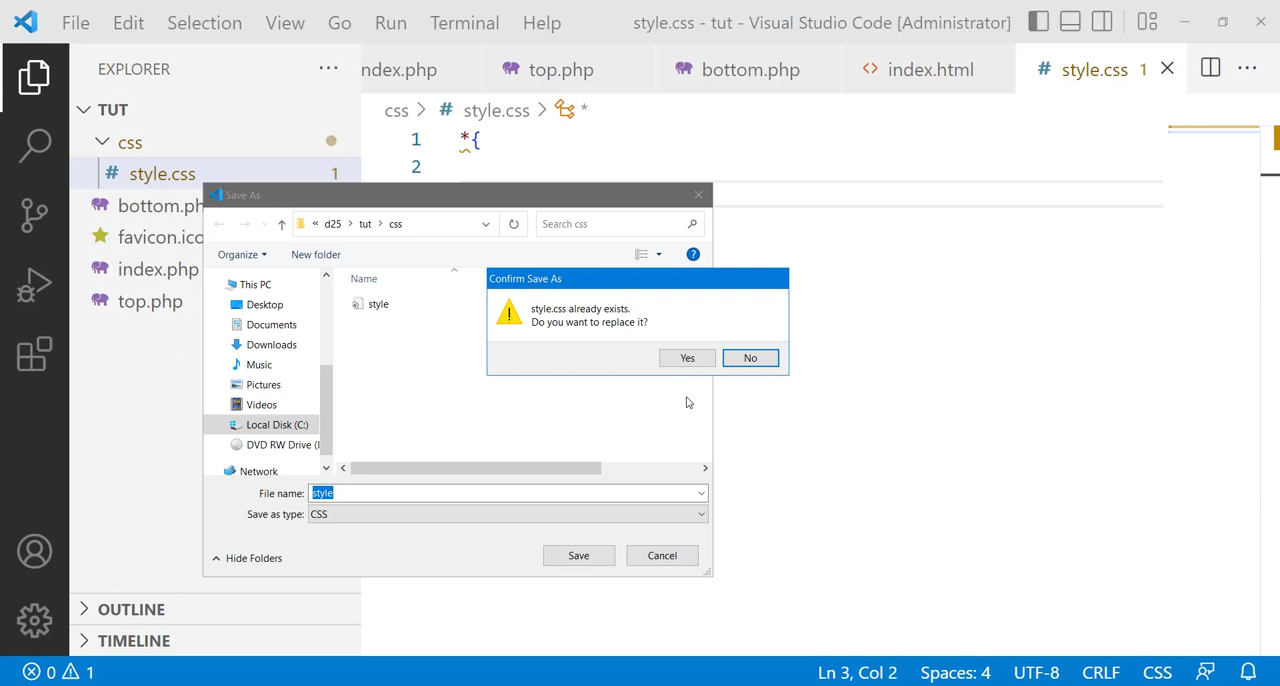 File Edit Selection View Go Run Terminal Help style.css - tut - Visual Studio Code [Administrator]
EXPLORER
ndex.php top.php bottom.php index.html # style.css 1
TUT
css > # style.css > *
css
1 *{
# style.css 1
2
bottom.ph
favicon.ico
index.php
top.php
OUTLINE
TIMELINE
Save As
« d25 > tut > css
Search css
Organize New folder
?
This PC
Desktop
Documents
Downloads
Music
Pictures
Videos
Local Disk (C:)
DVD RW Drive (
Network
Name
style
Confirm Save As
style.css already exists.
Do you want to replace it?
Yes No
File name: style
Save as type: CSS
Hide Folders
Save Cancel
0 1 Ln 3, Col 2 Spaces: 4 UTF-8 CRLF CSS